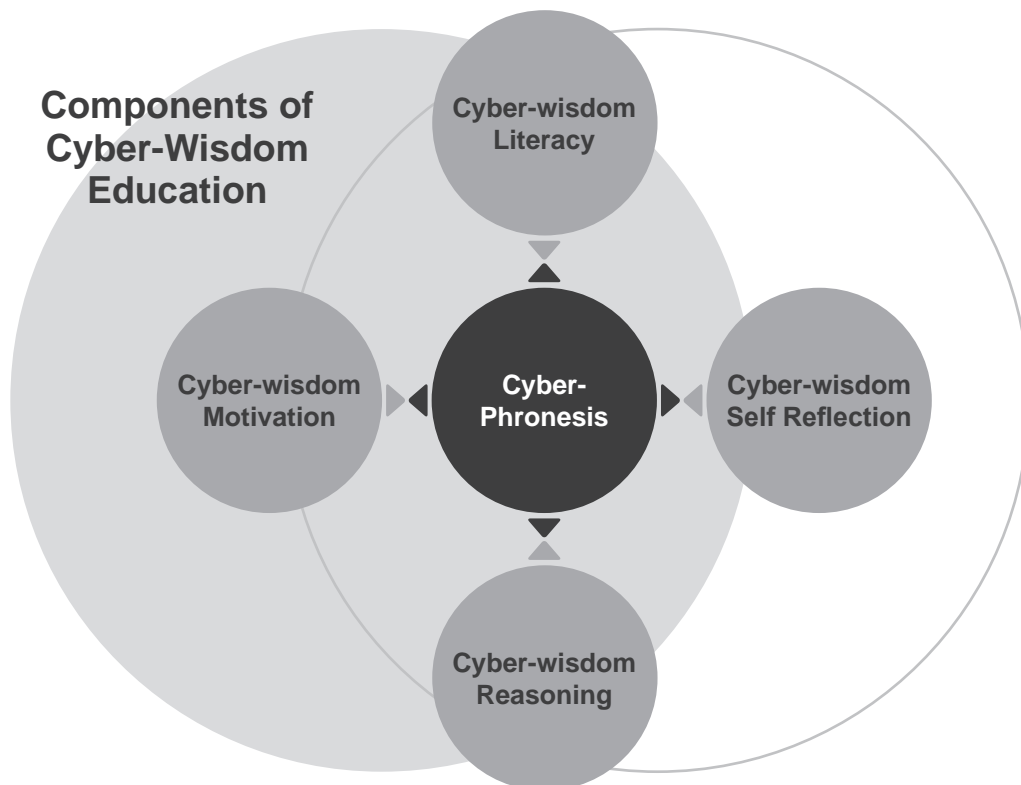 Components of
Cyber-Wisdom
Education
Cyber-wisdom
Literacy
Cyber-wisdom
Motivation
Cyber-
Phronesis
Cyber-wisdom
Self Reflection
Cyber-wisdom
Reasoning